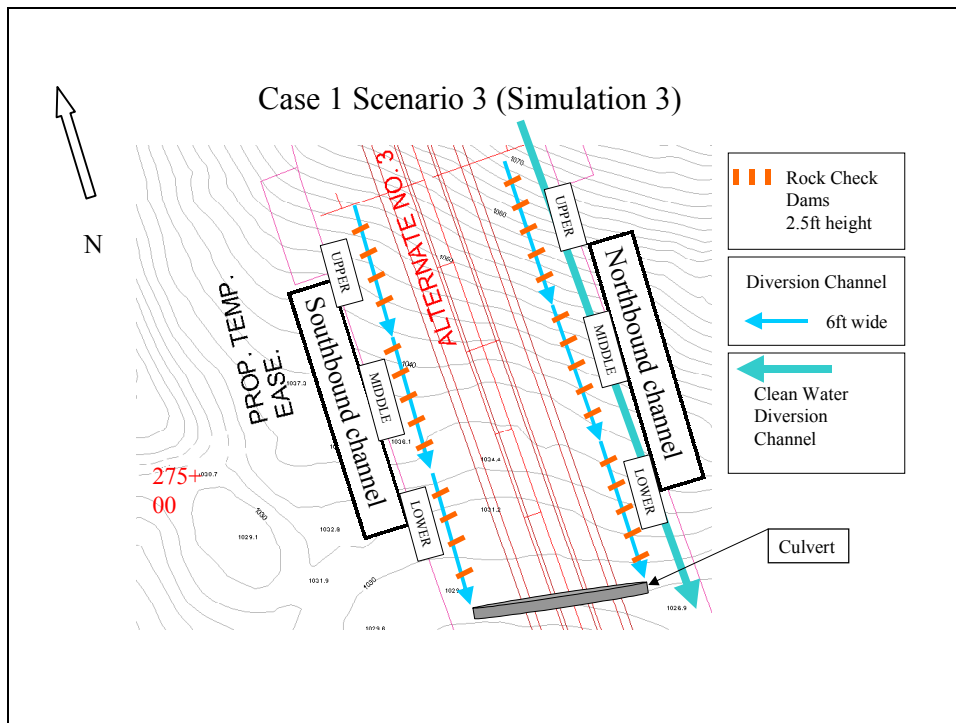 Case 1 Scenario 3 (Simulation 3)
N
ALTERNATE NO. 3
1070
1060
1050
UPPER
MIDDLE
LOWER
Southbound channel
UPPER
MIDDLE
LOWER
Northbound channel
PROP. TEMP.
EASE.
1037.3
1040
1036.1
1034.4
1031.2
275+
00
1030.7
1030
1029.1
1032.8
1031.9
1030
1029.6
1026.9
Rock Check
Dams
2.5ft height
Diversion Channel
6ft wide
Clean Water
Diversion
Channel
Culvert